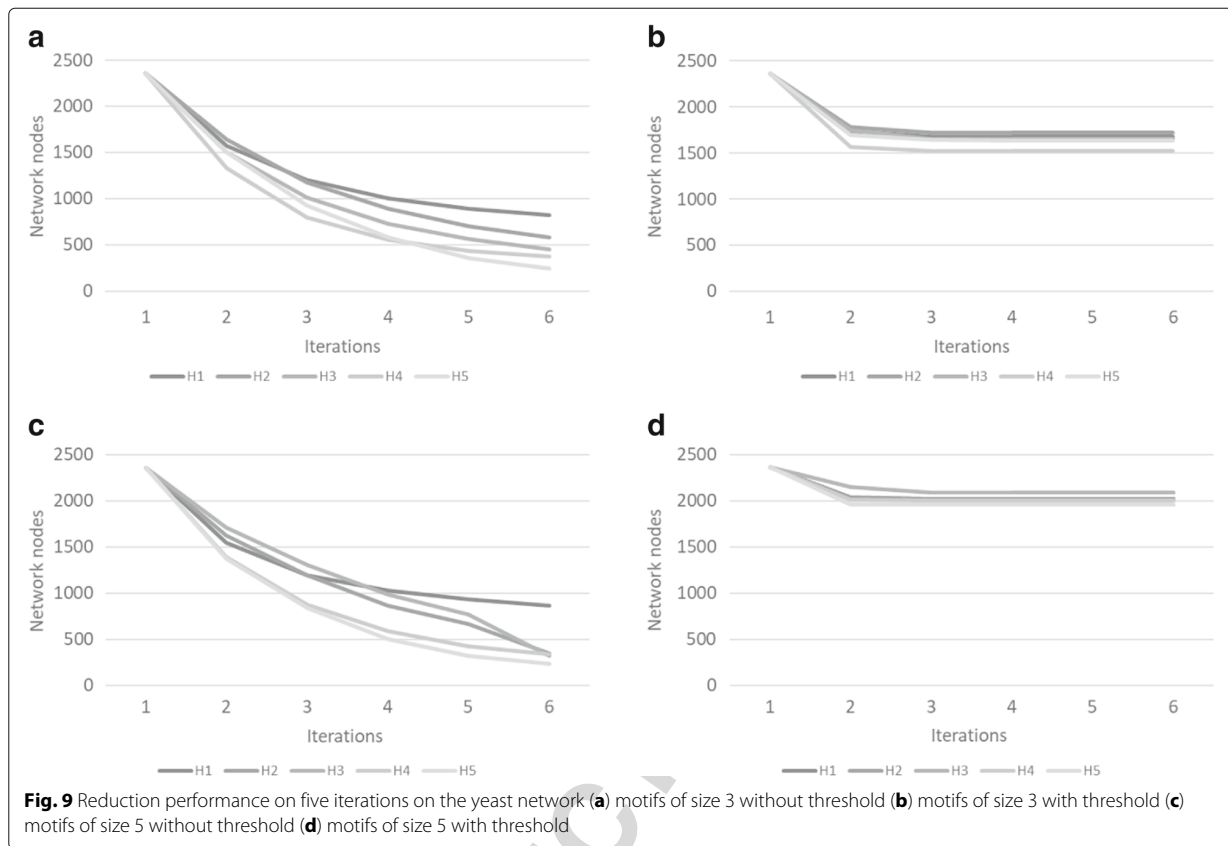 a
2500
2000
1500
1000
500
0
Network nodes
1 2 3 4 5 6
Iterations
H1 H2 H3 H4 H5
b
2500
2000
1500
1000
500
0
Network nodes
1 2 3 4 5 6
Iterations
H1 H2 H3 H4 H5
c
2500
2000
1500
1000
500
0
Network nodes
1 2 3 4 5 6
Iterations
H1 H2 H3 H4 H5
d
2500
2000
1500
1000
500
0
Network nodes
1 2 3 4 5 6
Iterations
H1 H2 H3 H4 H5
Fig. 9 Reduction performance on five iterations on the yeast network (a) motifs of size 3 without threshold (b) motifs of size 3 with threshold (c)
motifs of size 5 without threshold (d) motifs of size 5 with threshold